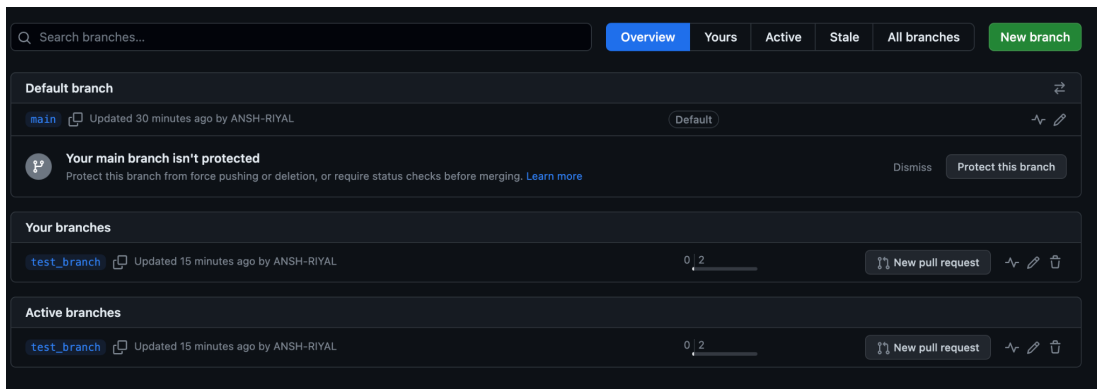 Search branches...
Overview Yours Active Stale All branches New branch
Default branch
main Updated 30 minutes ago by ANSH-RIYAL Default
Your main branch isn't protected
Protect this branch from force pushing or deletion, or require status checks before merging. Learn more
Dismiss Protect this branch
Your branches
test_branch Updated 15 minutes ago by ANSH-RIYAL 0 2 New pull request
Active branches
test_branch Updated 15 minutes ago by ANSH-RIYAL 0 2 New pull request